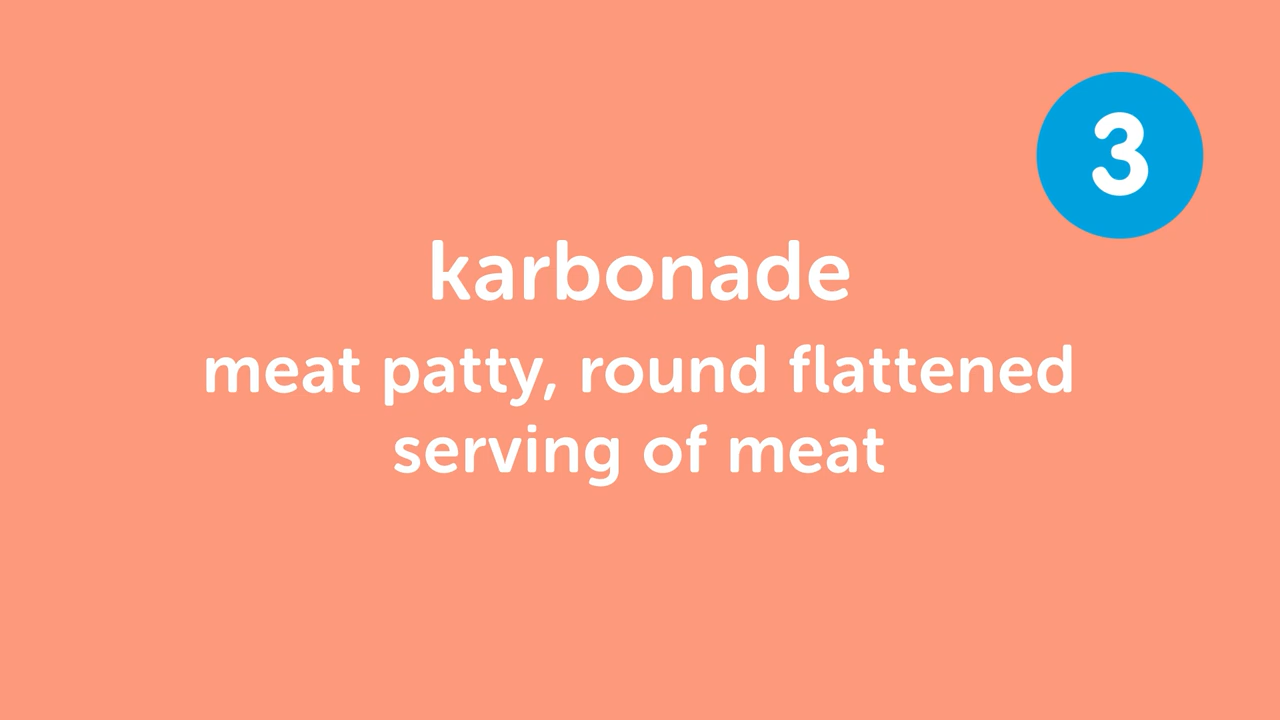 3
karbonade
meat patty, round flattened
serving of meat